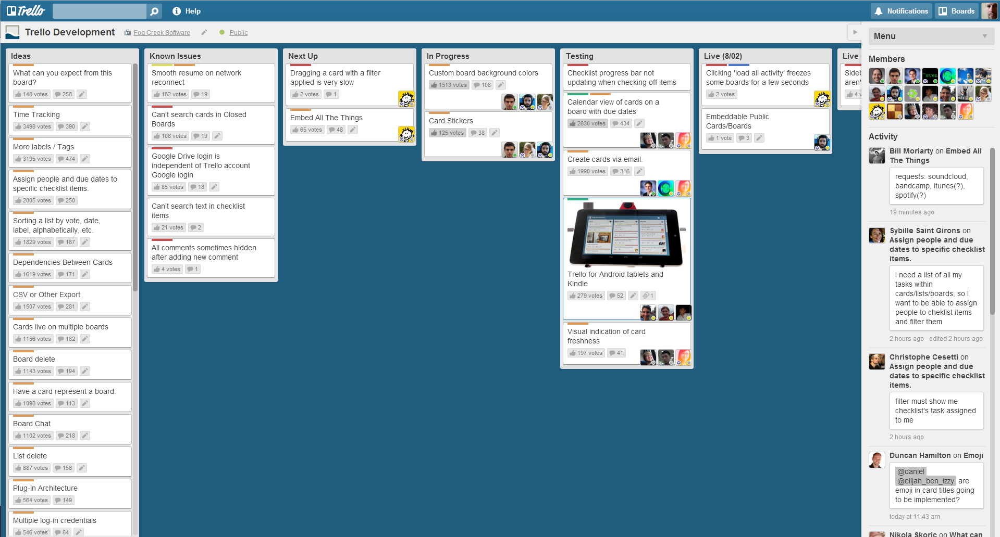 Trello
Help
Notifications
Boards
Trello Development
Fog Creek Software
Public
Ideas
What can you expect from this
board?
148 votes 258
Time Tracking
3498 votes 390
More labels / Tags
3195 votes 474
Assign people and due dates to
specific checklist items.
2005 votes 250
Sorting a list by vote, date,
label, alphabetically, etc.
1829 votes 187
Dependencies Between Cards
1619 votes 171
CSV or Other Export
1507 votes 281
Cards live on multiple boards
1156 votes 182
Board delete
1143 votes 194
Have a card represent a board.
1098 votes 113
Board Chat
1102 votes 218
List delete
887 votes 158
Plug-in Architecture
564 votes 149
Multiple log-in credentials
546 votes 84
Known Issues
Smooth resume on network
reconnect
162 votes 19
Can't search cards in Closed
Boards
108 votes 19
Google Drive login is
independent of Trello account
Google login
85 votes 18
Can't search text in checklist
items
21 votes 2
All comments sometimes hidden
after adding new comment
4 votes 1
Next Up
Dragging a card with a filter
applied is very slow
2 votes 1
Embed All The Things
65 votes 48
In Progress
Custom board background colors
1513 votes 108
Card Stickers
125 votes 38
Testing
Checklist progress bar not
updating when checking off items
Calendar view of cards on a
board with due dates
2830 votes 434
Create cards via email.
1990 votes 316
Trello for Android tablets and
Kindle
279 votes 52 1
Visual indication of card
freshness
197 votes 41
Live (8/02)
Clicking 'load all activity' freezes
some boards for a few seconds
2 votes
Embeddable Public
Cards/Boards
1 vote 3
Live
Sideb
aren'
4 v
Menu
Members
"sven
Activity
Bill Moriarty on Embed All
The Things
requests: soundcloud,
bandcamp, itunes(?),
spotify(?)
19 minutes ago
Sybille Saint Girons on
Assign people and due
dates to specific checklist
items.
I need a list of all my
tasks within
cards/lists/boards, so I
want to be able to assign
people to cheklist items
and filter them
2 hours ago - edited 2 hours ago
Christophe Cesetti on
Assign people and due
dates to specific checklist
items.
filter must show me
checklist's task assigned
to me
2 hours ago
Duncan Hamilton on Emoji
@daniel
@elijah_ben_izzy are
emoji in card titles going
to be implemented?
today at 11:43 am
Nikola Skoric on What can